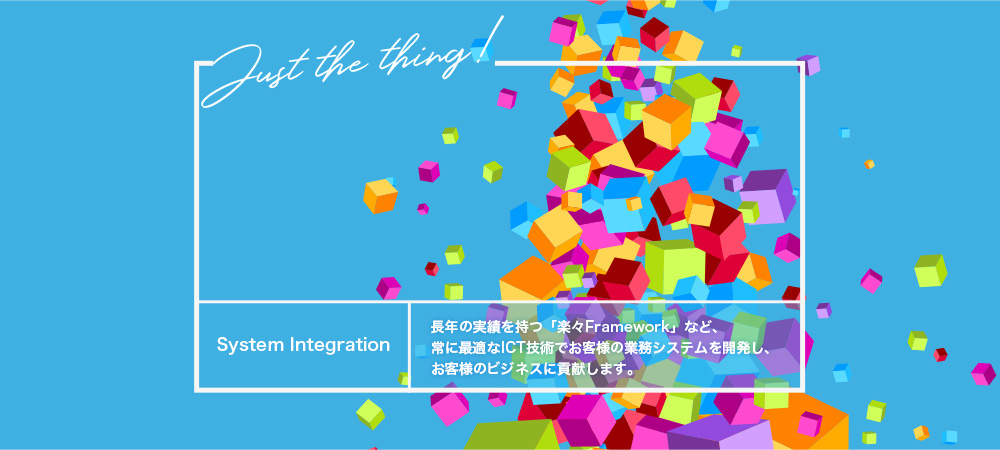 Just the thing!
System Integration
長年の実績を持つ「楽々Framework」など、
常に最適なICT技術でお客様の業務システムを開発し、
お客様のビジネスに貢献します。